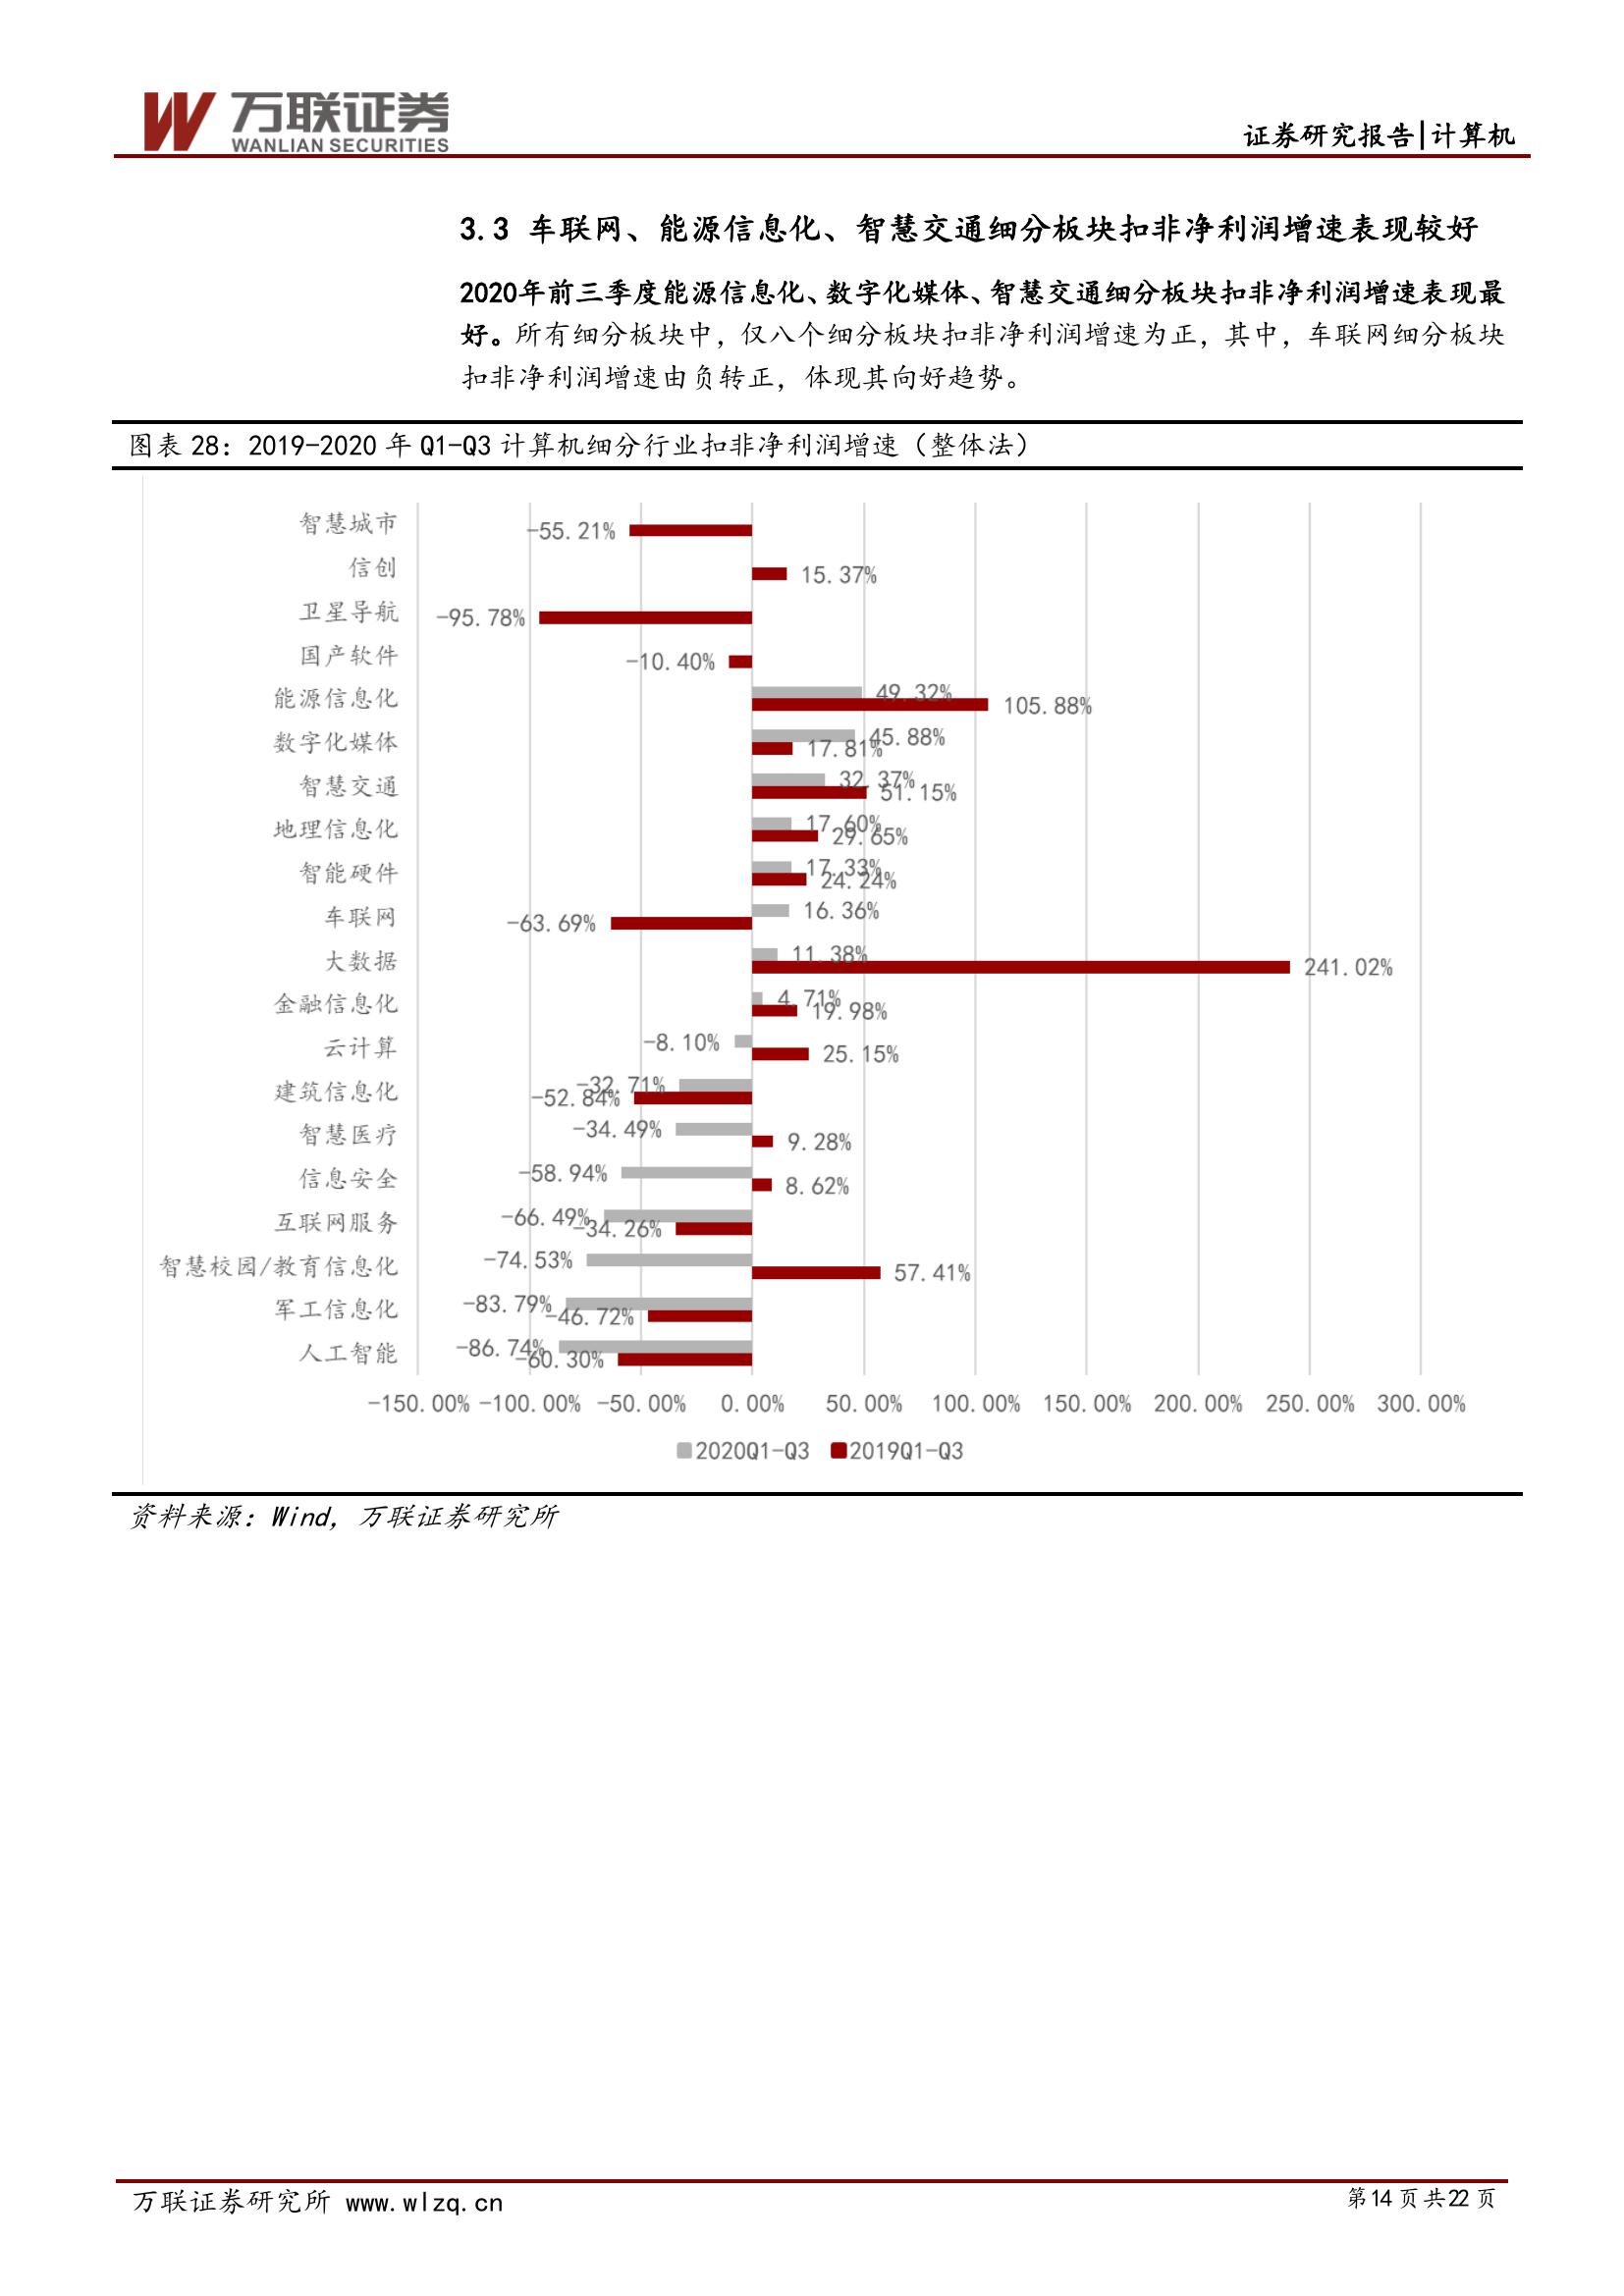 万联证券
WANLIAN SECURITIES
证券研究报告|计算机
3.3 车联网、能源信息化、智慧交通细分板块扣非净利润增速表现较好
2020年前三季度能源信息化、数字化媒体、智慧交通细分板块扣非净利润增速表现最
好。所有细分板块中，仅八个细分板块扣非净利润增速为正，其中，车联网细分板块
扣非净利润增速由负转正，体现其向好趋势。
图表 28：2019-2020 年 Q1-Q3 计算机细分行业扣非净利润增速（整体法）
智慧城市 -55.21%
信创 15.37%
卫星导航 -95.78%
国产软件 -10.40%
能源信息化 49.32% 105.88%
数字化媒体 45.88% 17.81%
智慧交通 32.37% 51.15%
地理信息化 17.60% 29.65%
智能硬件 17.33% 24.24%
车联网 16.36% -63.69%
大数据 11.38% 241.02%
金融信息化 4.71% 19.98%
云计算 -8.10% 25.15%
建筑信息化 -32.71% -52.84%
智慧医疗 -34.49% 9.28%
信息安全 -58.94% 8.62%
互联网服务 -66.49% -34.26%
智慧校园/教育信息化 -74.53% 57.41%
军工信息化 -83.79% -46.72%
人工智能 -86.74% -60.30%
-150.00% -100.00% -50.00% 0.00% 50.00% 100.00% 150.00% 200.00% 250.00% 300.00%
2020Q1-Q3 2019Q1-Q3
资料来源：Wind, 万联证券研究所
万联证券研究所 www.wlzq.cn
第14 页 共22 页